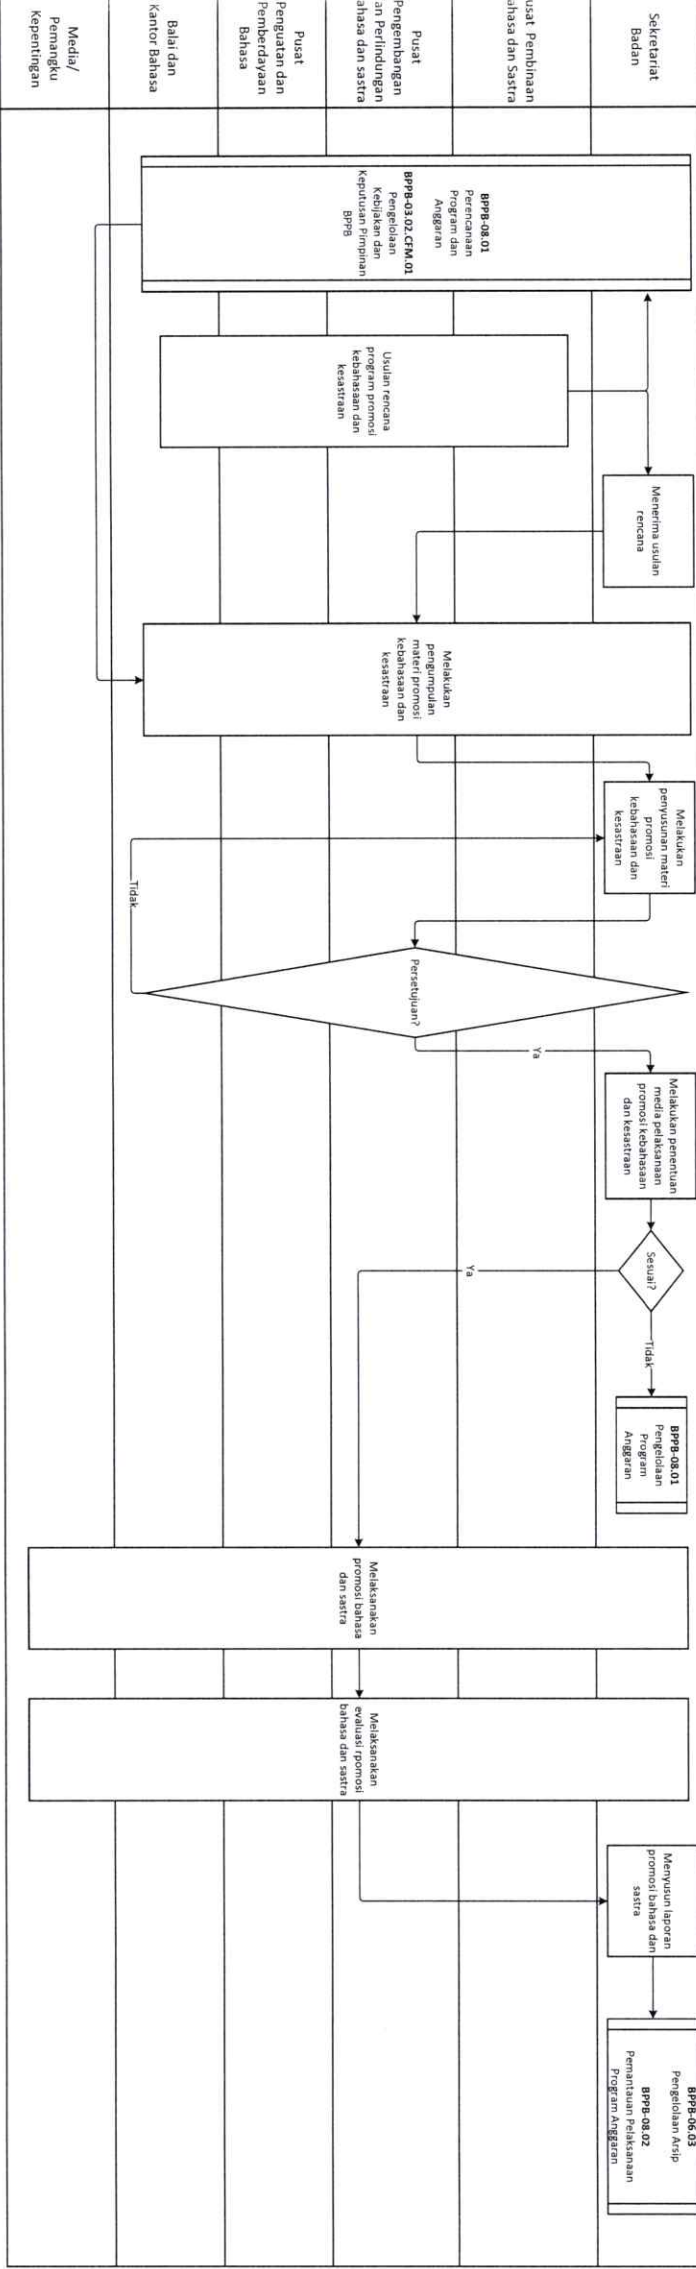 Sekretariat
Badan
usat Pembinaan
ahasa dan Sastra
Pusat
Pengembangan
an Perlindungan
ahasa dan sastra
Pusat
Penguatan dan
Pemberdayaan
Bahasa
Balai dan
Kantor Bahasa
Media/
Pemangku
Kepentingan
BPPB-08.01
Perencanaan
Program dan
Anggaran
BPPB-03.02.CFM.01
Pengelolaan
Kebijakan dan
Keputusan Pimpinan
BPPB
Usulan rencana
program promosi
kebahasaan dan
kesastraan
Menerima usulan
rencana
Melakukan
pengumpulan
materi promosi
kebahasaan dan
kesastraan
Melakukan
penyusunan materi
promosi
kebahasaan dan
kesastraan
Tidak
Persetujuan?
Ya
Melakukan penentuan
media pelaksanaan
promosi kebahasaan
dan kesastraan
Sesuai?
Ya
Tidak
BPPB-08.01
Pengelolaan
Program
Anggaran
Melaksanakan
promosi bahasa
dan sastra
Melaksanakan
evaluasi rpomosi
bahasa dan sastra
Menyusun laporan
promosi bahasa dan
sastra
BPPB-06.03
Pengelolaan Arsip
BPPB-08.02
Pemantauan Pelaksanaan
Program Anggaran